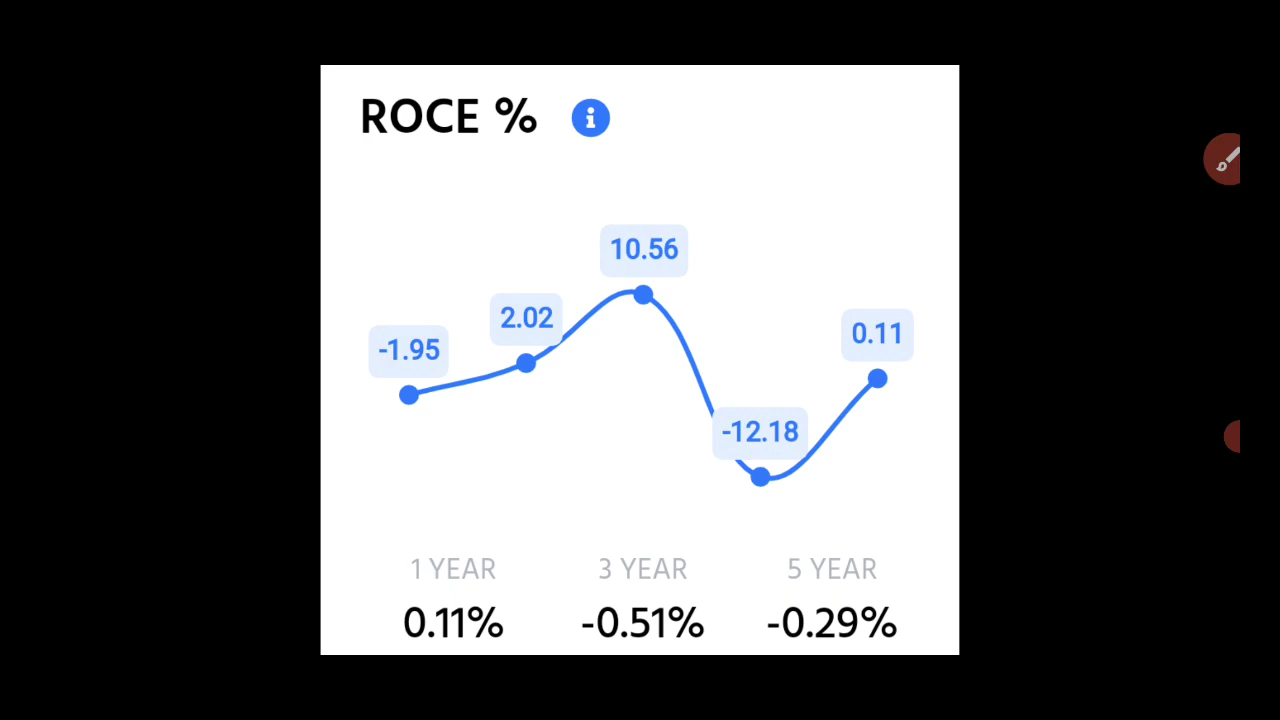 ROCE %
10.56
2.02
0.11
-1.95
-12.18
1 YEAR 3 YEAR 5 YEAR
0.11% -0.51% -0.29%